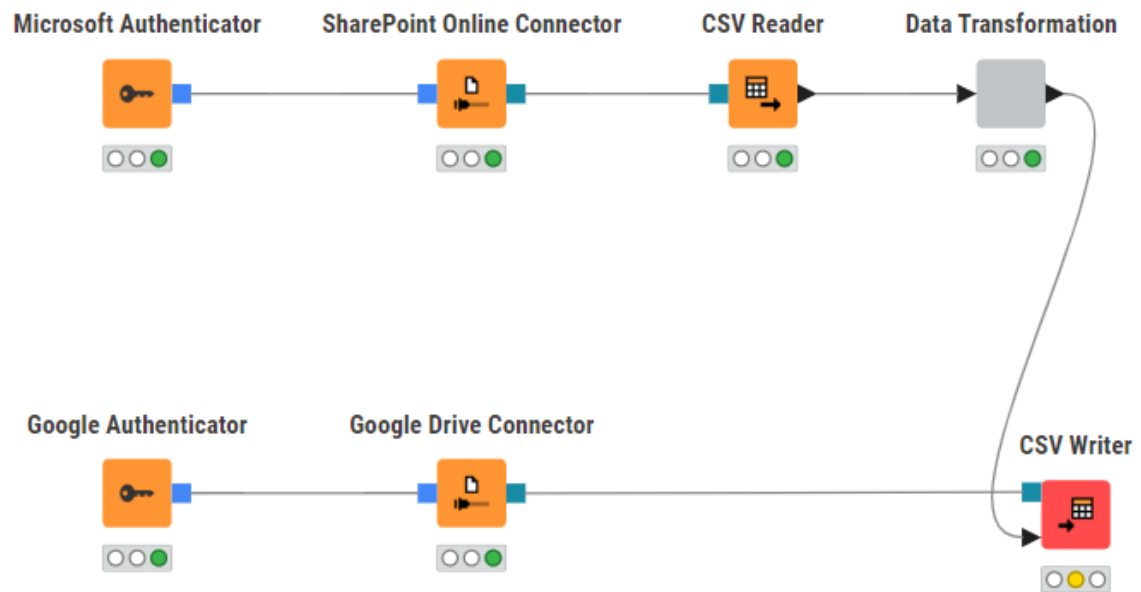 Microsoft Authenticator
SharePoint Online Connector
CSV Reader
Data Transformation
Google Authenticator
Google Drive Connector
CSV Writer